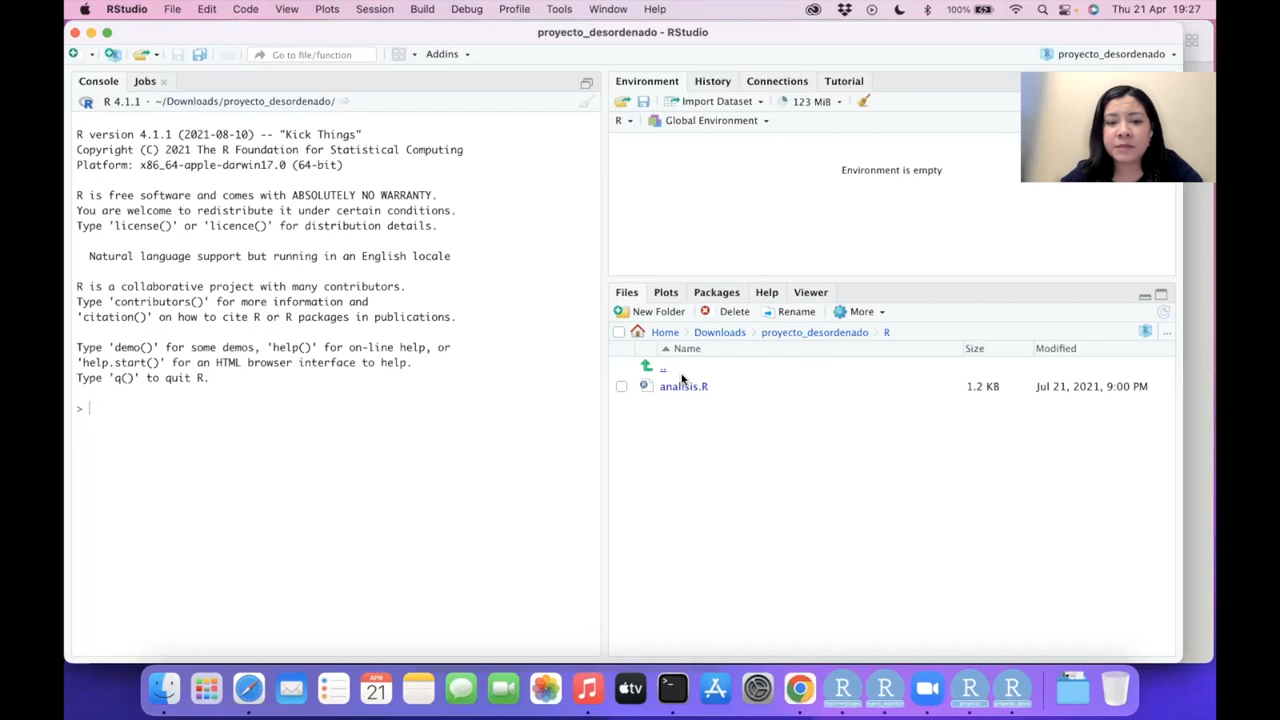 RStudio File Edit Code View Plots Session Build Debug Profile Tools Window Help 100% Thu 21 Apr 19:27
proyecto_desordenado - RStudio
Go to file/function Addins proyecto_desordenado
Console Jobs
R 4.1.1 · ~/Downloads/proyecto_desordenado/
R version 4.1.1 (2021-08-10) -- "Kick Things"
Copyright (C) 2021 The R Foundation for Statistical Computing
Platform: x86_64-apple-darwin17.0 (64-bit)
R is free software and comes with ABSOLUTELY NO WARRANTY.
You are welcome to redistribute it under certain conditions.
Type 'license()' or 'licence()' for distribution details.
Natural language support but running in an English locale
R is a collaborative project with many contributors.
Type 'contributors()' for more information and
'citation()' on how to cite R or R packages in publications.
Type 'demo()' for some demos, 'help()' for on-line help, or
'help.start()' for an HTML browser interface to help.
Type 'q()' to quit R.
>
Environment History Connections Tutorial
Import Dataset 123 MiB
R Global Environment
Environment is empty
Files Plots Packages Help Viewer
New Folder Delete Rename More
Home Downloads proyecto_desordenado R ...
Name Size Modified
..
analisis.R 1.2 KB Jul 21, 2021, 9:00 PM
APR
21
tv
R R R R